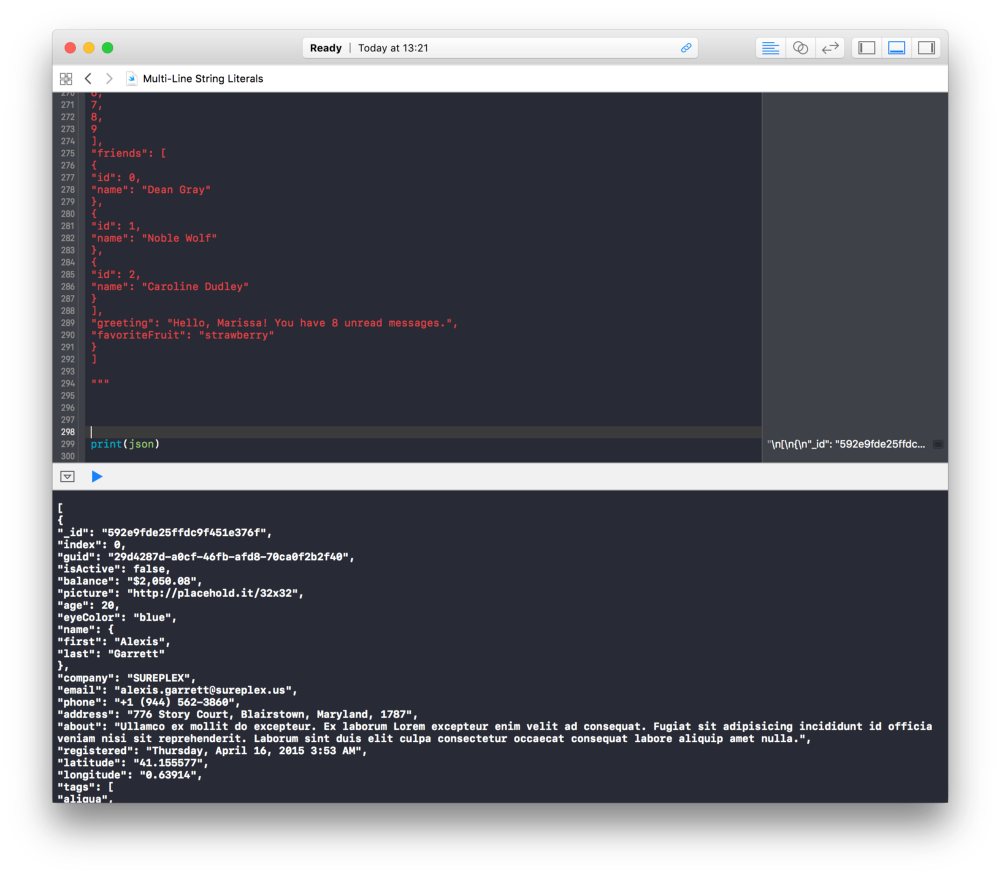 Ready | Today at 13:21
Multi-Line String Literals
270
271 7,
272 8,
273 9
274 ],
275 "friends": [
276 {
277 "id": 0,
278 "name": "Dean Gray"
279 },
280 {
281 "id": 1,
282 "name": "Noble Wolf"
283 },
284 {
285 "id": 2,
286 "name": "Caroline Dudley"
287 }
288 ],
289 "greeting": "Hello, Marissa! You have 8 unread messages.",
290 "favoriteFruit": "strawberry"
291 }
292 ]
293
294 """
295
296
297
298
299 print(json)
"\n[\n{\n"_id": "592e9fde25ffdc...
300
[
{
"_id": "592e9fde25ffdc9f451e376f",
"index": 0,
"guid": "29d4287d-a0cf-46fb-afd8-70ca0f2b2f40",
"isActive": false,
"balance": "$2,050.08",
"picture": "http://placehold.it/32x32",
"age": 20,
"eyeColor": "blue",
"name": {
"first": "Alexis",
"last": "Garrett"
},
"company": "SUREPLEX",
"email": "alexis.garrett@sureplex.us",
"phone": "+1 (944) 562-3860",
"address": "776 Story Court, Blairstown, Maryland, 1787",
"about": "Ullamco ex mollit do excepteur. Ex laborum Lorem excepteur enim velit ad consequat. Fugiat sit adipisicing incididunt id officia
veniam nisi sit reprehenderit. Laborum sint duis elit culpa consectetur occaecat consequat labore aliquip amet nulla.",
"registered": "Thursday, April 16, 2015 3:53 AM",
"latitude": "41.155577",
"longitude": "0.63914",
"tags": [
"aliqua",